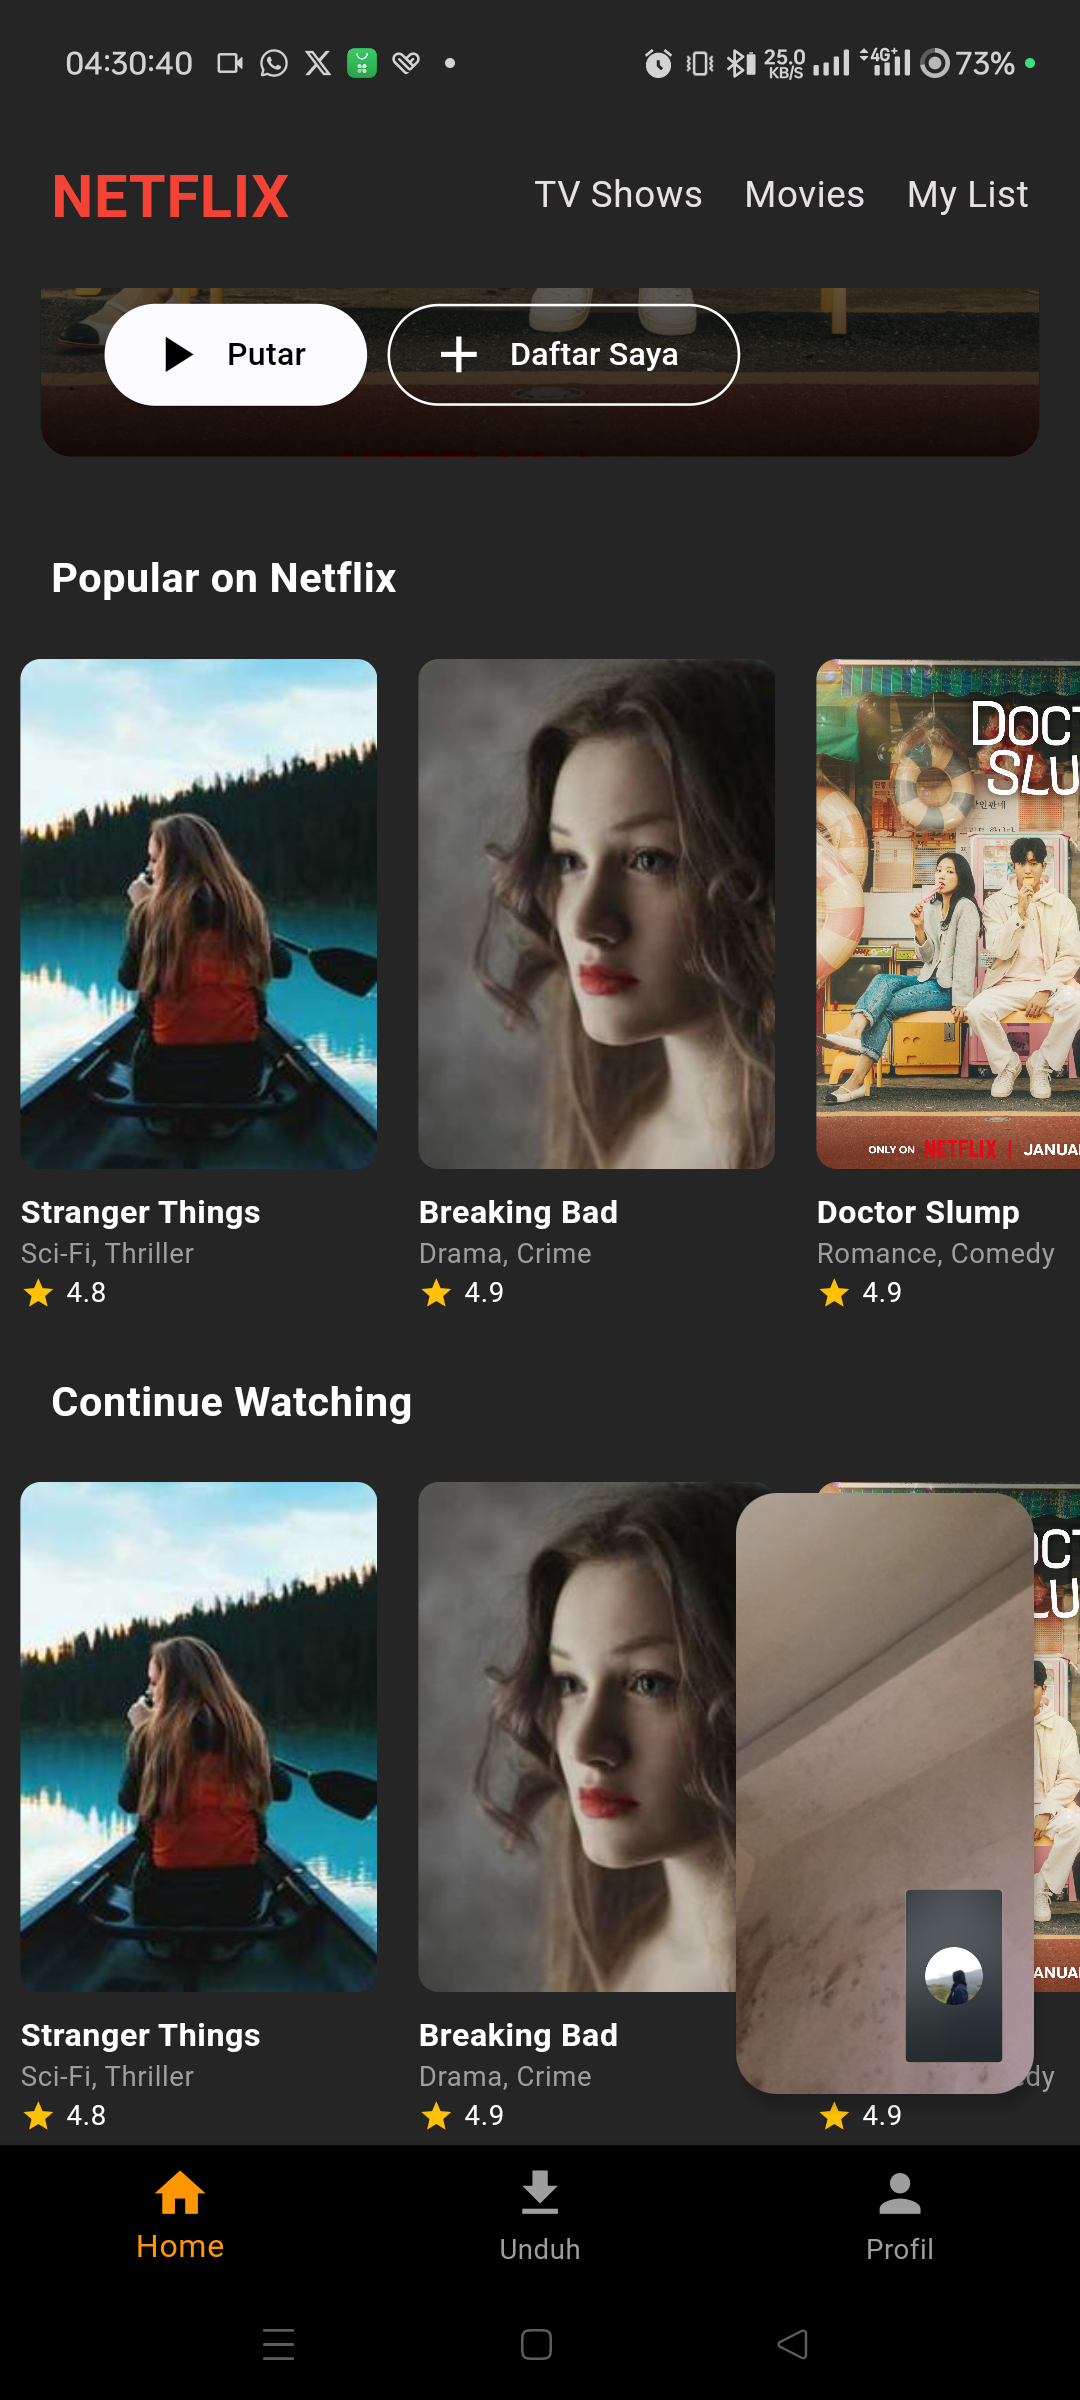 04:30:40 25.0 KB/S 4G+ 73%
NETFLIX TV Shows Movies My List
Putar Daftar Saya
Popular on Netflix
DOCT
SLU
ONLY ON NETFLIX | JANUA
Stranger Things Breaking Bad Doctor Slump
Sci-Fi, Thriller Drama, Crime Romance, Comedy
4.8 4.9 4.9
Continue Watching
OCT
LU
ANUA
Stranger Things Breaking Bad
Sci-Fi, Thriller Drama, Crime edy
4.8 4.9 4.9
Home Unduh Profil